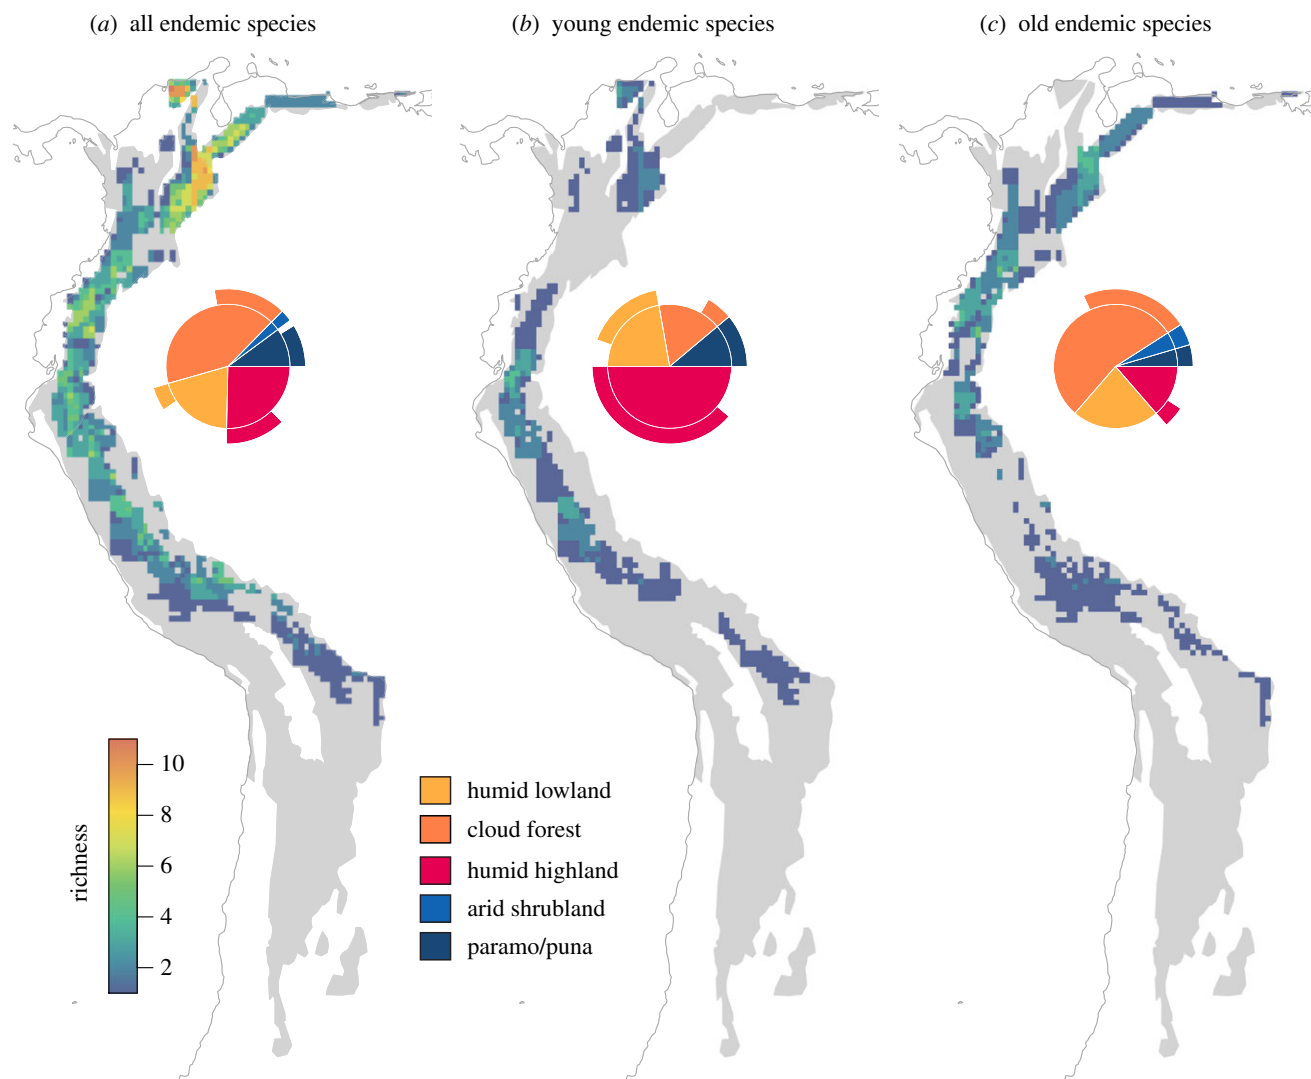 (a) all endemic species
(b) young endemic species
(c) old endemic species
richness
10
8
6
4
2
humid lowland
cloud forest
humid highland
arid shrubland
paramo/puna